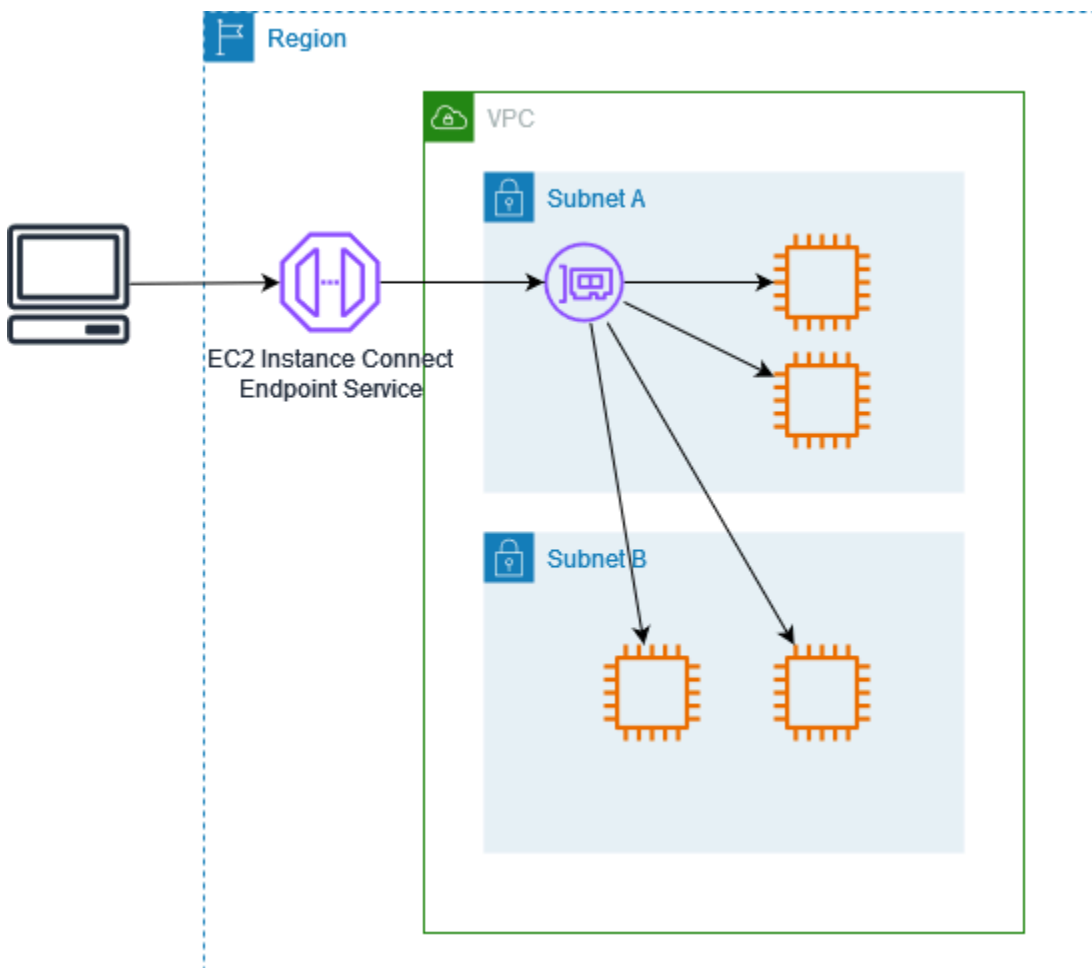 Region
VPC
Subnet A
EC2 Instance Connect
Endpoint Service
Subnet B